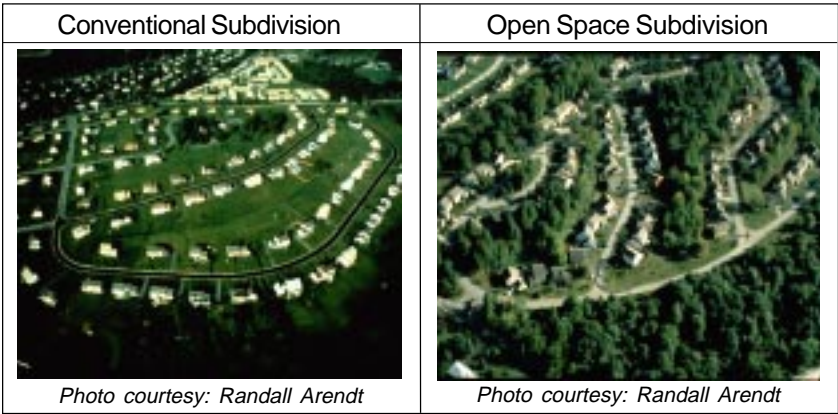 Conventional Subdivision
Open Space Subdivision
Photo courtesy: Randall Arendt
Photo courtesy: Randall Arendt